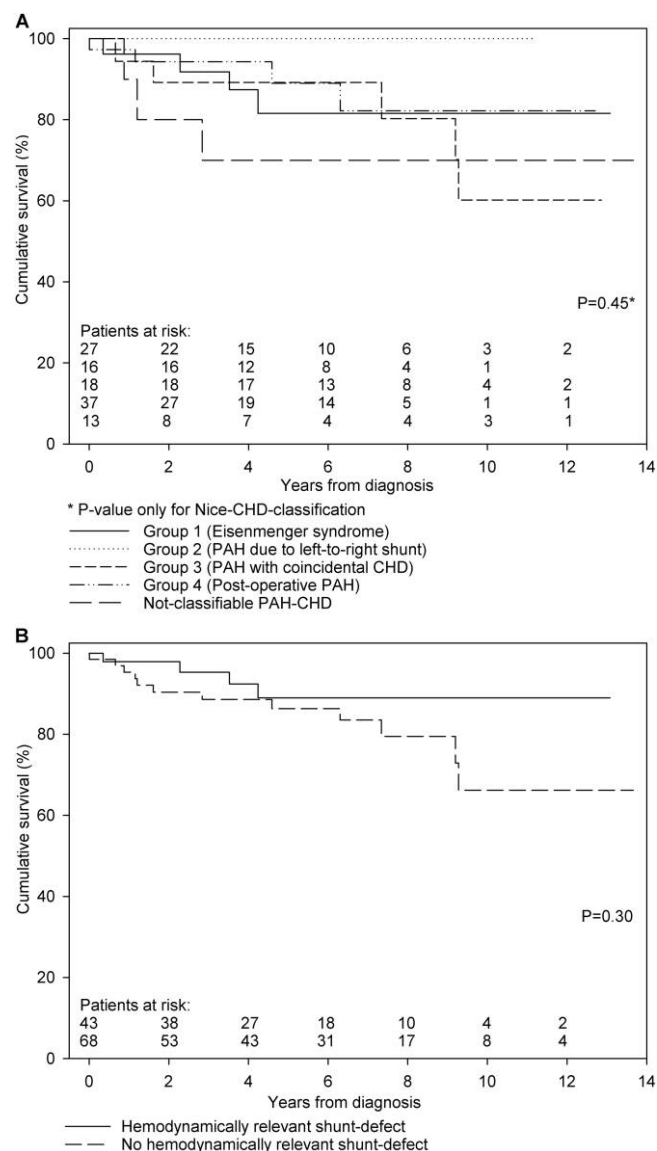 A
100
80
60
40
20
0
Cumulative survival (%)
P=0.45*
Patients at risk:
27 22 15 10 6 3 2
16 16 12 8 4 1
18 18 17 13 8 4 2
37 27 19 14 5 1 1
13 8 7 4 4 3 1
0 2 4 6 8 10 12 14
Years from diagnosis
* P-value only for Nice-CHD-classification
Group 1 (Eisenmenger syndrome)
Group 2 (PAH due to left-to-right shunt)
Group 3 (PAH with coincidental CHD)
Group 4 (Post-operative PAH)
Not-classifiable PAH-CHD
B
100
80
60
40
20
0
Cumulative survival (%)
P=0.30
Patients at risk:
43 38 27 18 10 4 2
68 53 43 31 17 8 4
0 2 4 6 8 10 12 14
Years from diagnosis
Hemodynamically relevant shunt-defect
No hemodynamically relevant shunt-defect